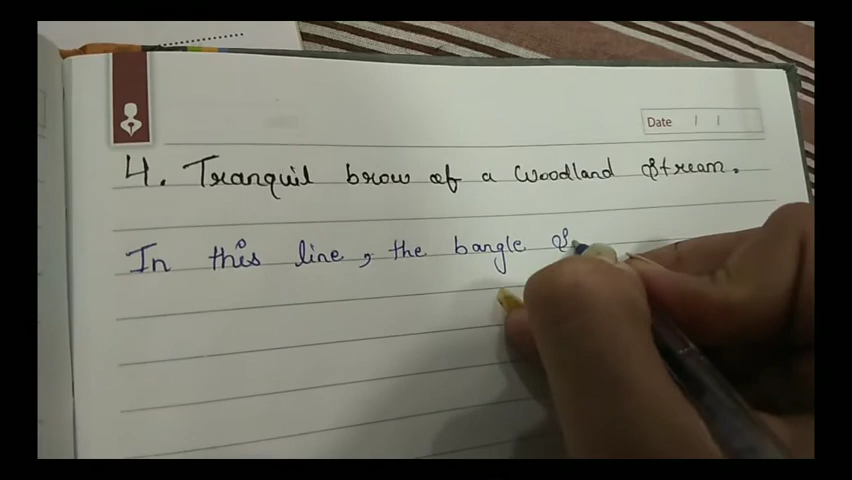 Date / /
4. Tranquil brow of a woodland stream.
In this line, the bangle